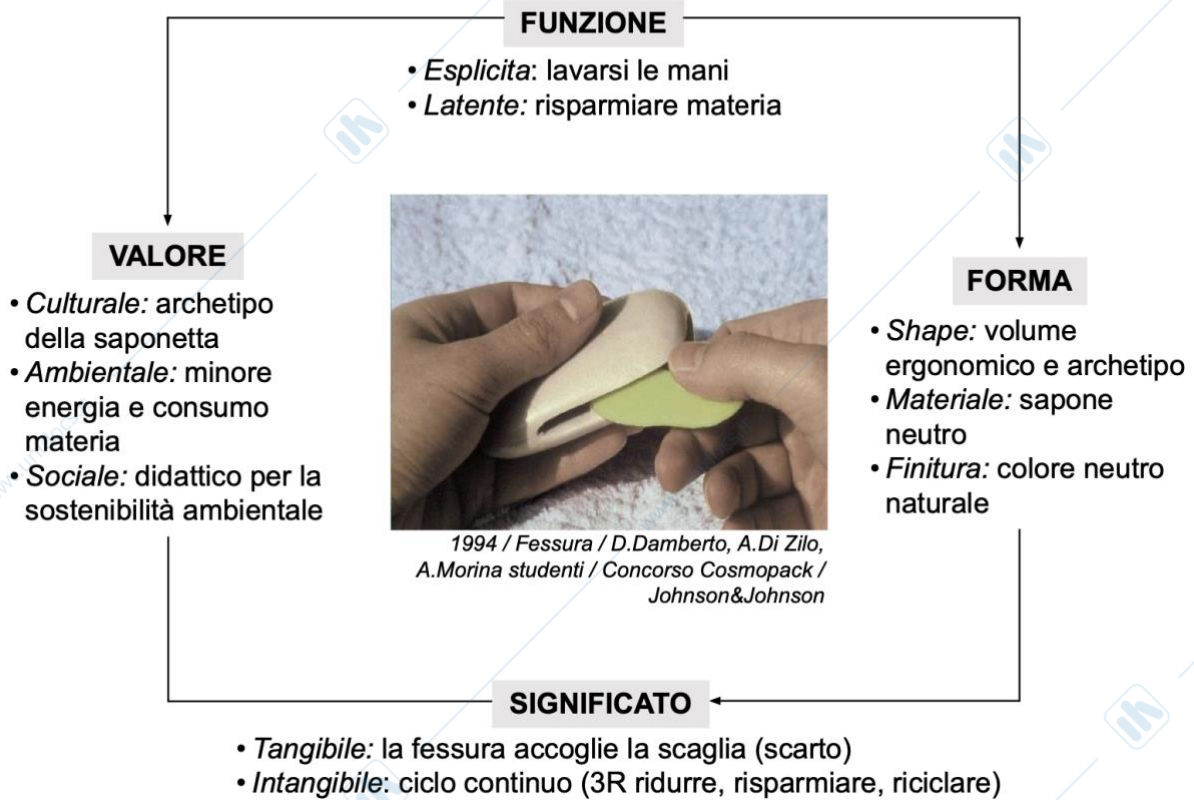 FUNZIONE
• Esplicita: lavarsi le mani
• Latente: risparmiare materia
VALORE
• Culturale: archetipo
della saponetta
• Ambientale: minore
energia e consumo
materia
• Sociale: didattico per la
sostenibilità ambientale
FORMA
• Shape: volume
ergonomico e archetipo
• Materiale: sapone
neutro
• Finitura: colore neutro
naturale
1994 / Fessura / D.Damberto, A.Di Zilo,
A.Morina studenti / Concorso Cosmopack /
Johnson&Johnson
SIGNIFICATO
• Tangibile: la fessura accoglie la scaglia (scarto)
• Intangibile: ciclo continuo (3R ridurre, risparmiare, riciclare)